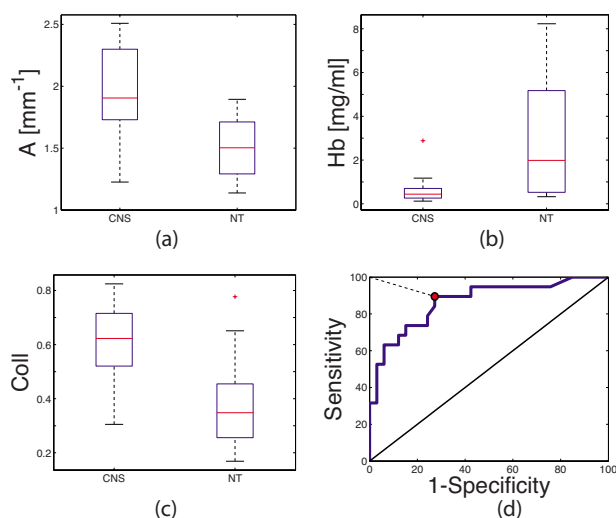 A [mm⁻¹]
2.5
2
1.5
1
CNS
NT
(a)
Hb [mg/ml]
8
6
4
2
0
CNS
NT
(b)
Coll
0.8
0.6
0.4
0.2
CNS
NT
(c)
Sensitivity
100
80
60
40
20
0
0
20
40
60
80
100
1-Specificity
(d)